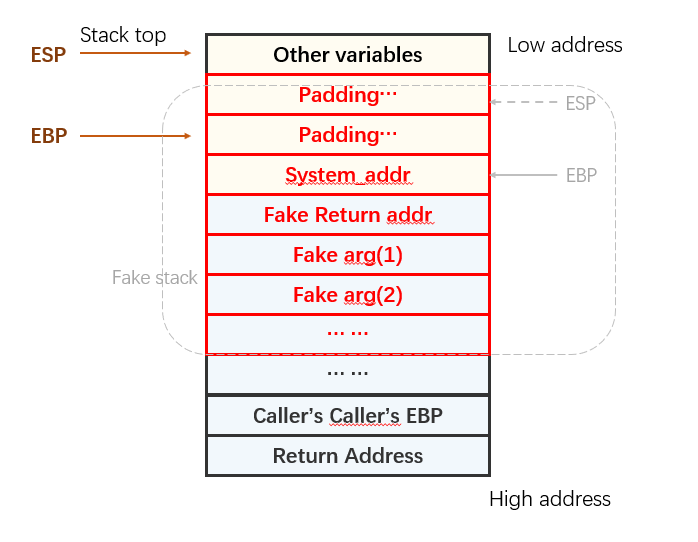 Stack top
ESP
Other variables
Low address
Padding···
ESP
EBP
Padding···
System_addr
EBP
Fake Return addr
Fake arg(1)
Fake stack
Fake arg(2)
... ...
... ...
Caller’s Caller’s EBP
Return Address
High address